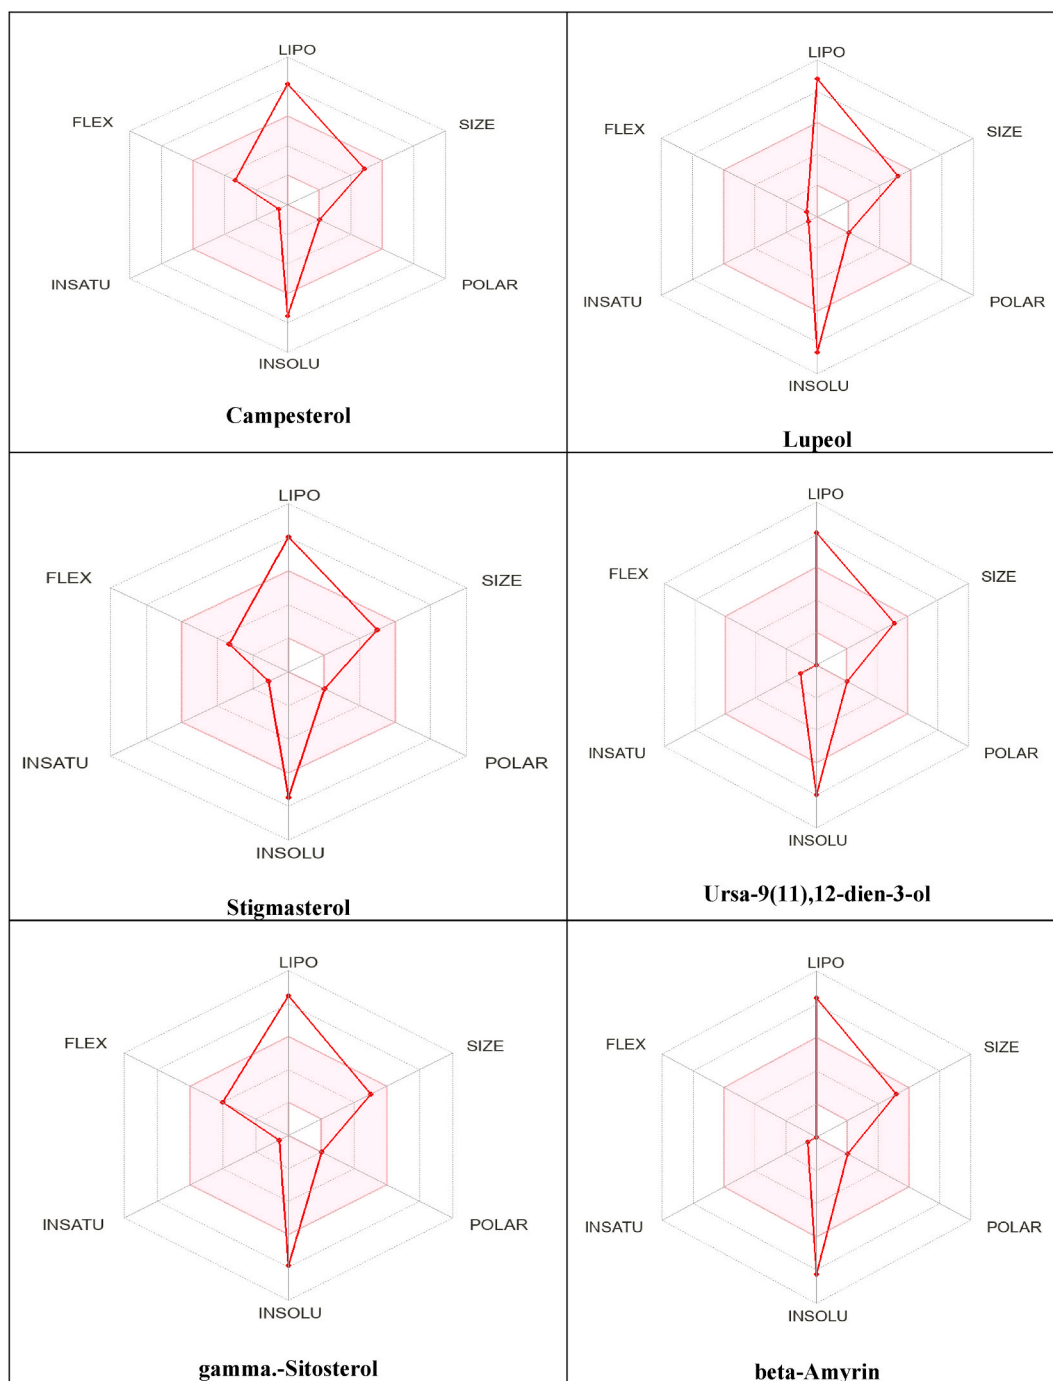 LIPO
FLEX
SIZE
INSATU
POLAR
INSOLU
Campesterol
LIPO
FLEX
SIZE
INSATU
POLAR
INSOLU
Lupeol
LIPO
FLEX
SIZE
INSATU
POLAR
INSOLU
Stigmasterol
LIPO
FLEX
SIZE
INSATU
POLAR
INSOLU
Ursa-9(11),12-dien-3-ol
LIPO
FLEX
SIZE
INSATU
POLAR
INSOLU
gamma.-Sitosterol
LIPO
FLEX
SIZE
INSATU
POLAR
INSOLU
beta-Amyrin